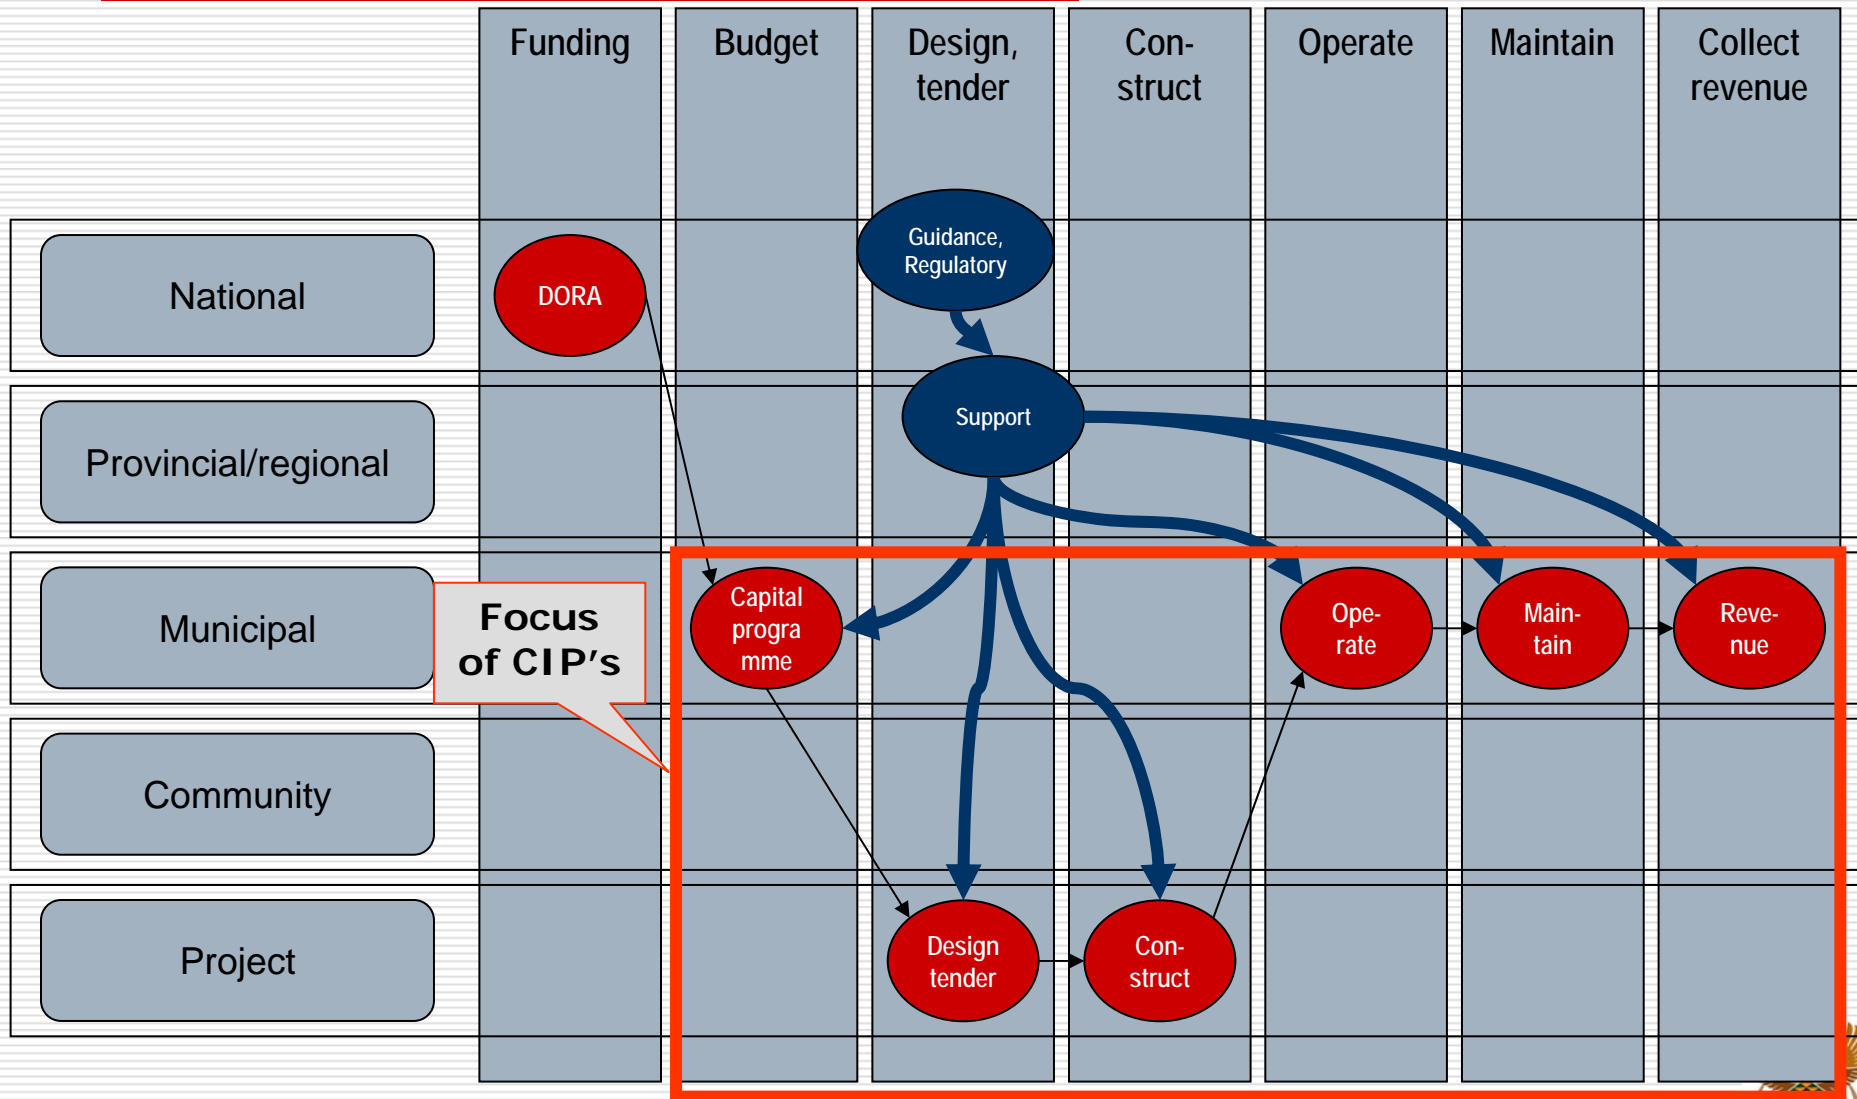 Funding
Budget
Design,
tender
Con-
struct
Operate
Maintain
Collect
revenue
National
DORA
Guidance,
Regulatory
Provincial/regional
Support
Municipal
Focus
of CIP's
Capital
progra
mme
Ope-
rate
Main-
tain
Reve-
nue
Community
Project
Design
tender
Con-
struct